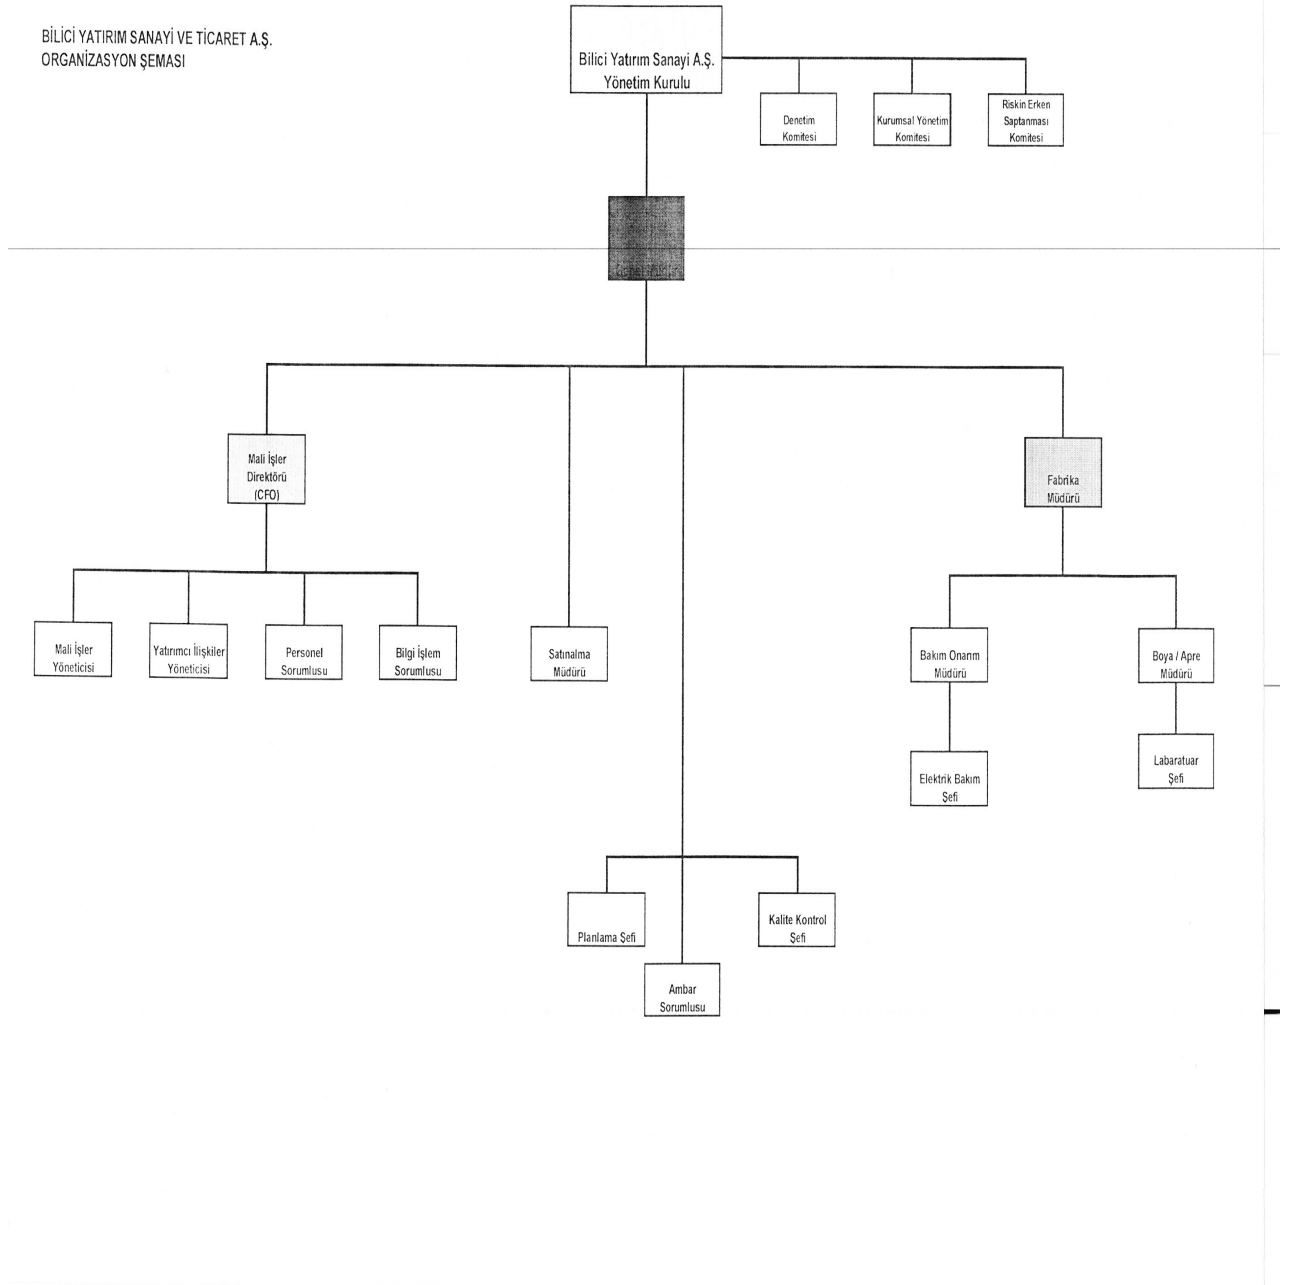 BİLİCİ YATIRIM SANAYİ VE TİCARET A.Ş.
ORGANİZASYON ŞEMASI
Bilici Yatırım Sanayi A.Ş.
Yönetim Kurulu
Denetim
Komitesi
Kurumsal Yönetim
Komitesi
Riskin Erken
Saptanması
Komitesi
Mali İşler
Direktörü
(CFO)
Fabrika
Müdürü
Mali İşler
Yöneticisi
Yatırımcı İlişkiler
Yöneticisi
Personel
Sorumlusu
Bilgi İşlem
Sorumlusu
Satınalma
Müdürü
Bakım Onarım
Müdürü
Boya / Apre
Müdürü
Elektrik Bakım
Şefi
Labaratuar
Şefi
Planlama Şefi
Kalite Kontrol
Şefi
Ambar
Sorumlusu